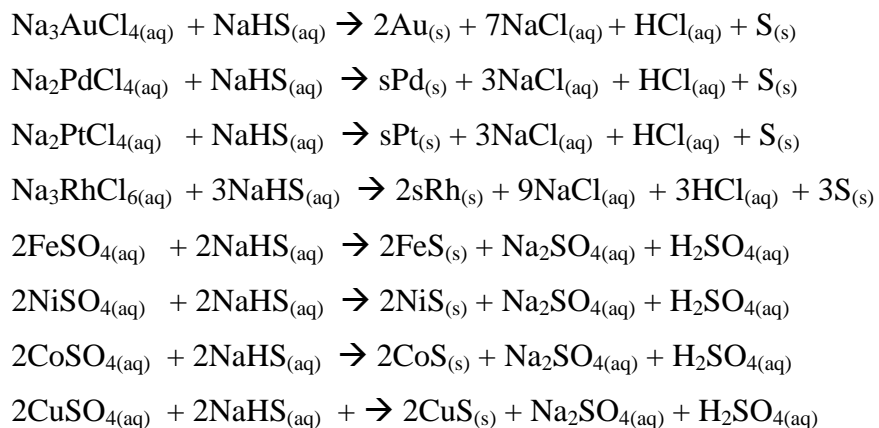 Na₃AuCl₄₍ₐq₎ + NaHS₍ₐq₎ → 2Au₍ₛ₎ + 7NaCl₍ₐq₎ + HCl₍ₐq₎ + S₍ₛ₎
Na₂PdCl₄₍ₐq₎ + NaHS₍ₐq₎ → sPd₍ₛ₎ + 3NaCl₍ₐq₎ + HCl₍ₐq₎ + S₍ₛ₎
Na₂PtCl₄₍ₐq₎ + NaHS₍ₐq₎ → sPt₍ₛ₎ + 3NaCl₍ₐq₎ + HCl₍ₐq₎ + S₍ₛ₎
Na₃RhCl₆₍ₐq₎ + 3NaHS₍ₐq₎ → 2sRh₍ₛ₎ + 9NaCl₍ₐq₎ + 3HCl₍ₐq₎ + 3S₍ₛ₎
2FeSO₄₍ₐq₎ + 2NaHS₍ₐq₎ → 2FeS₍ₛ₎ + Na₂SO₄₍ₐq₎ + H₂SO₄₍ₐq₎
2NiSO₄₍ₐq₎ + 2NaHS₍ₐq₎ → 2NiS₍ₛ₎ + Na₂SO₄₍ₐq₎ + H₂SO₄₍ₐq₎
2CoSO₄₍ₐq₎ + 2NaHS₍ₐq₎ → 2CoS₍ₛ₎ + Na₂SO₄₍ₐq₎ + H₂SO₄₍ₐq₎
2CuSO₄₍ₐq₎ + 2NaHS₍ₐq₎ + → 2CuS₍ₛ₎ + Na₂SO₄₍ₐq₎ + H₂SO₄₍ₐq₎